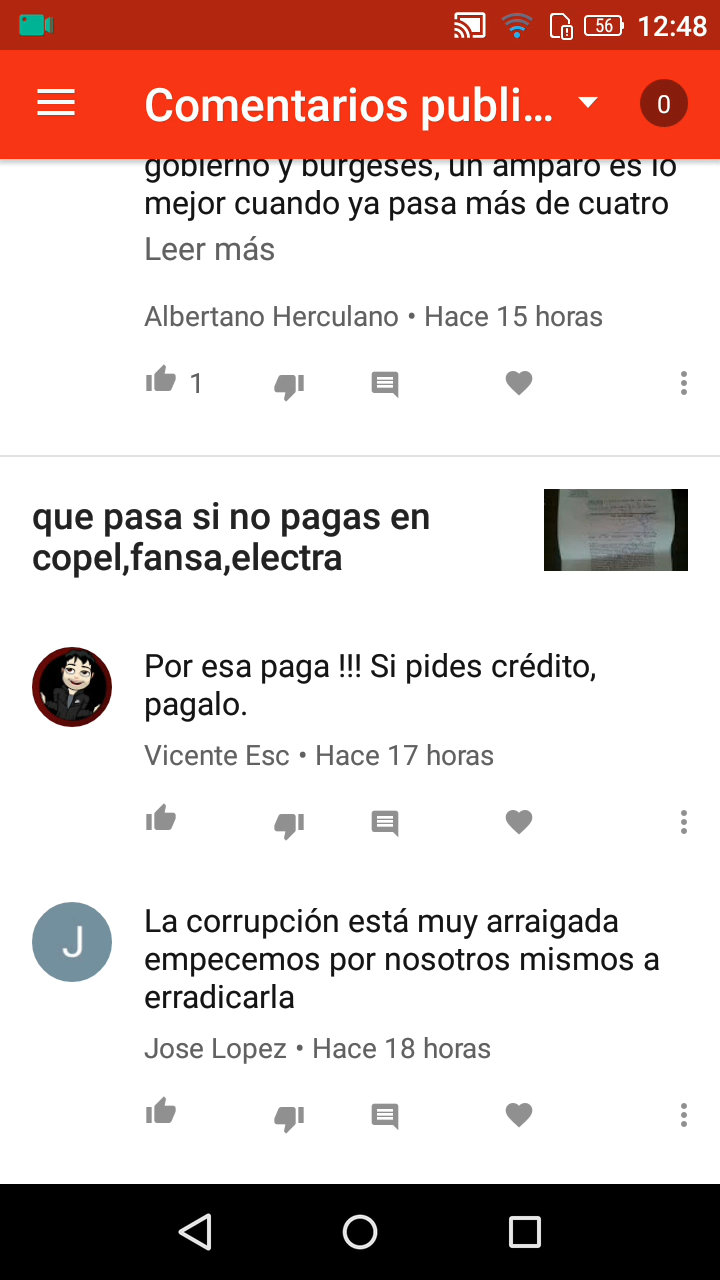 56 12:48
Comentarios publi... 0
gobierno y burgeses, un amparo es lo
mejor cuando ya pasa más de cuatro
Leer más
Albertano Herculano • Hace 15 horas
1
que pasa si no pagas en
copel,fansa,electra
Por esa paga !!! Si pides crédito,
pagalo.
Vicente Esc • Hace 17 horas
J
La corrupción está muy arraigada
empecemos por nosotros mismos a
erradicarla
Jose Lopez • Hace 18 horas